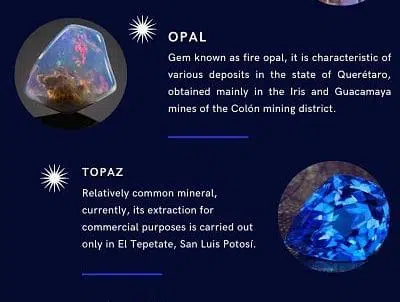 OPAL
Gem known as fire opal, it is characteristic of
various deposits in the state of Querétaro,
obtained mainly in the Iris and Guacamaya
mines of the Colón mining district.
TOPAZ
Relatively common mineral,
currently, its extraction for
commercial purposes is carried out
only in El Tepetate, San Luis Potosí.